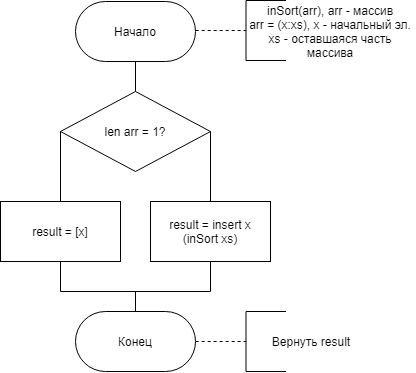 Начало
inSort(arr), arr - массив
arr = (x:xs), x - начальный эл.
xs - оставшаяся часть
массива
len arr = 1?
result = [x]
result = insert x
(inSort xs)
Конец
Вернуть result